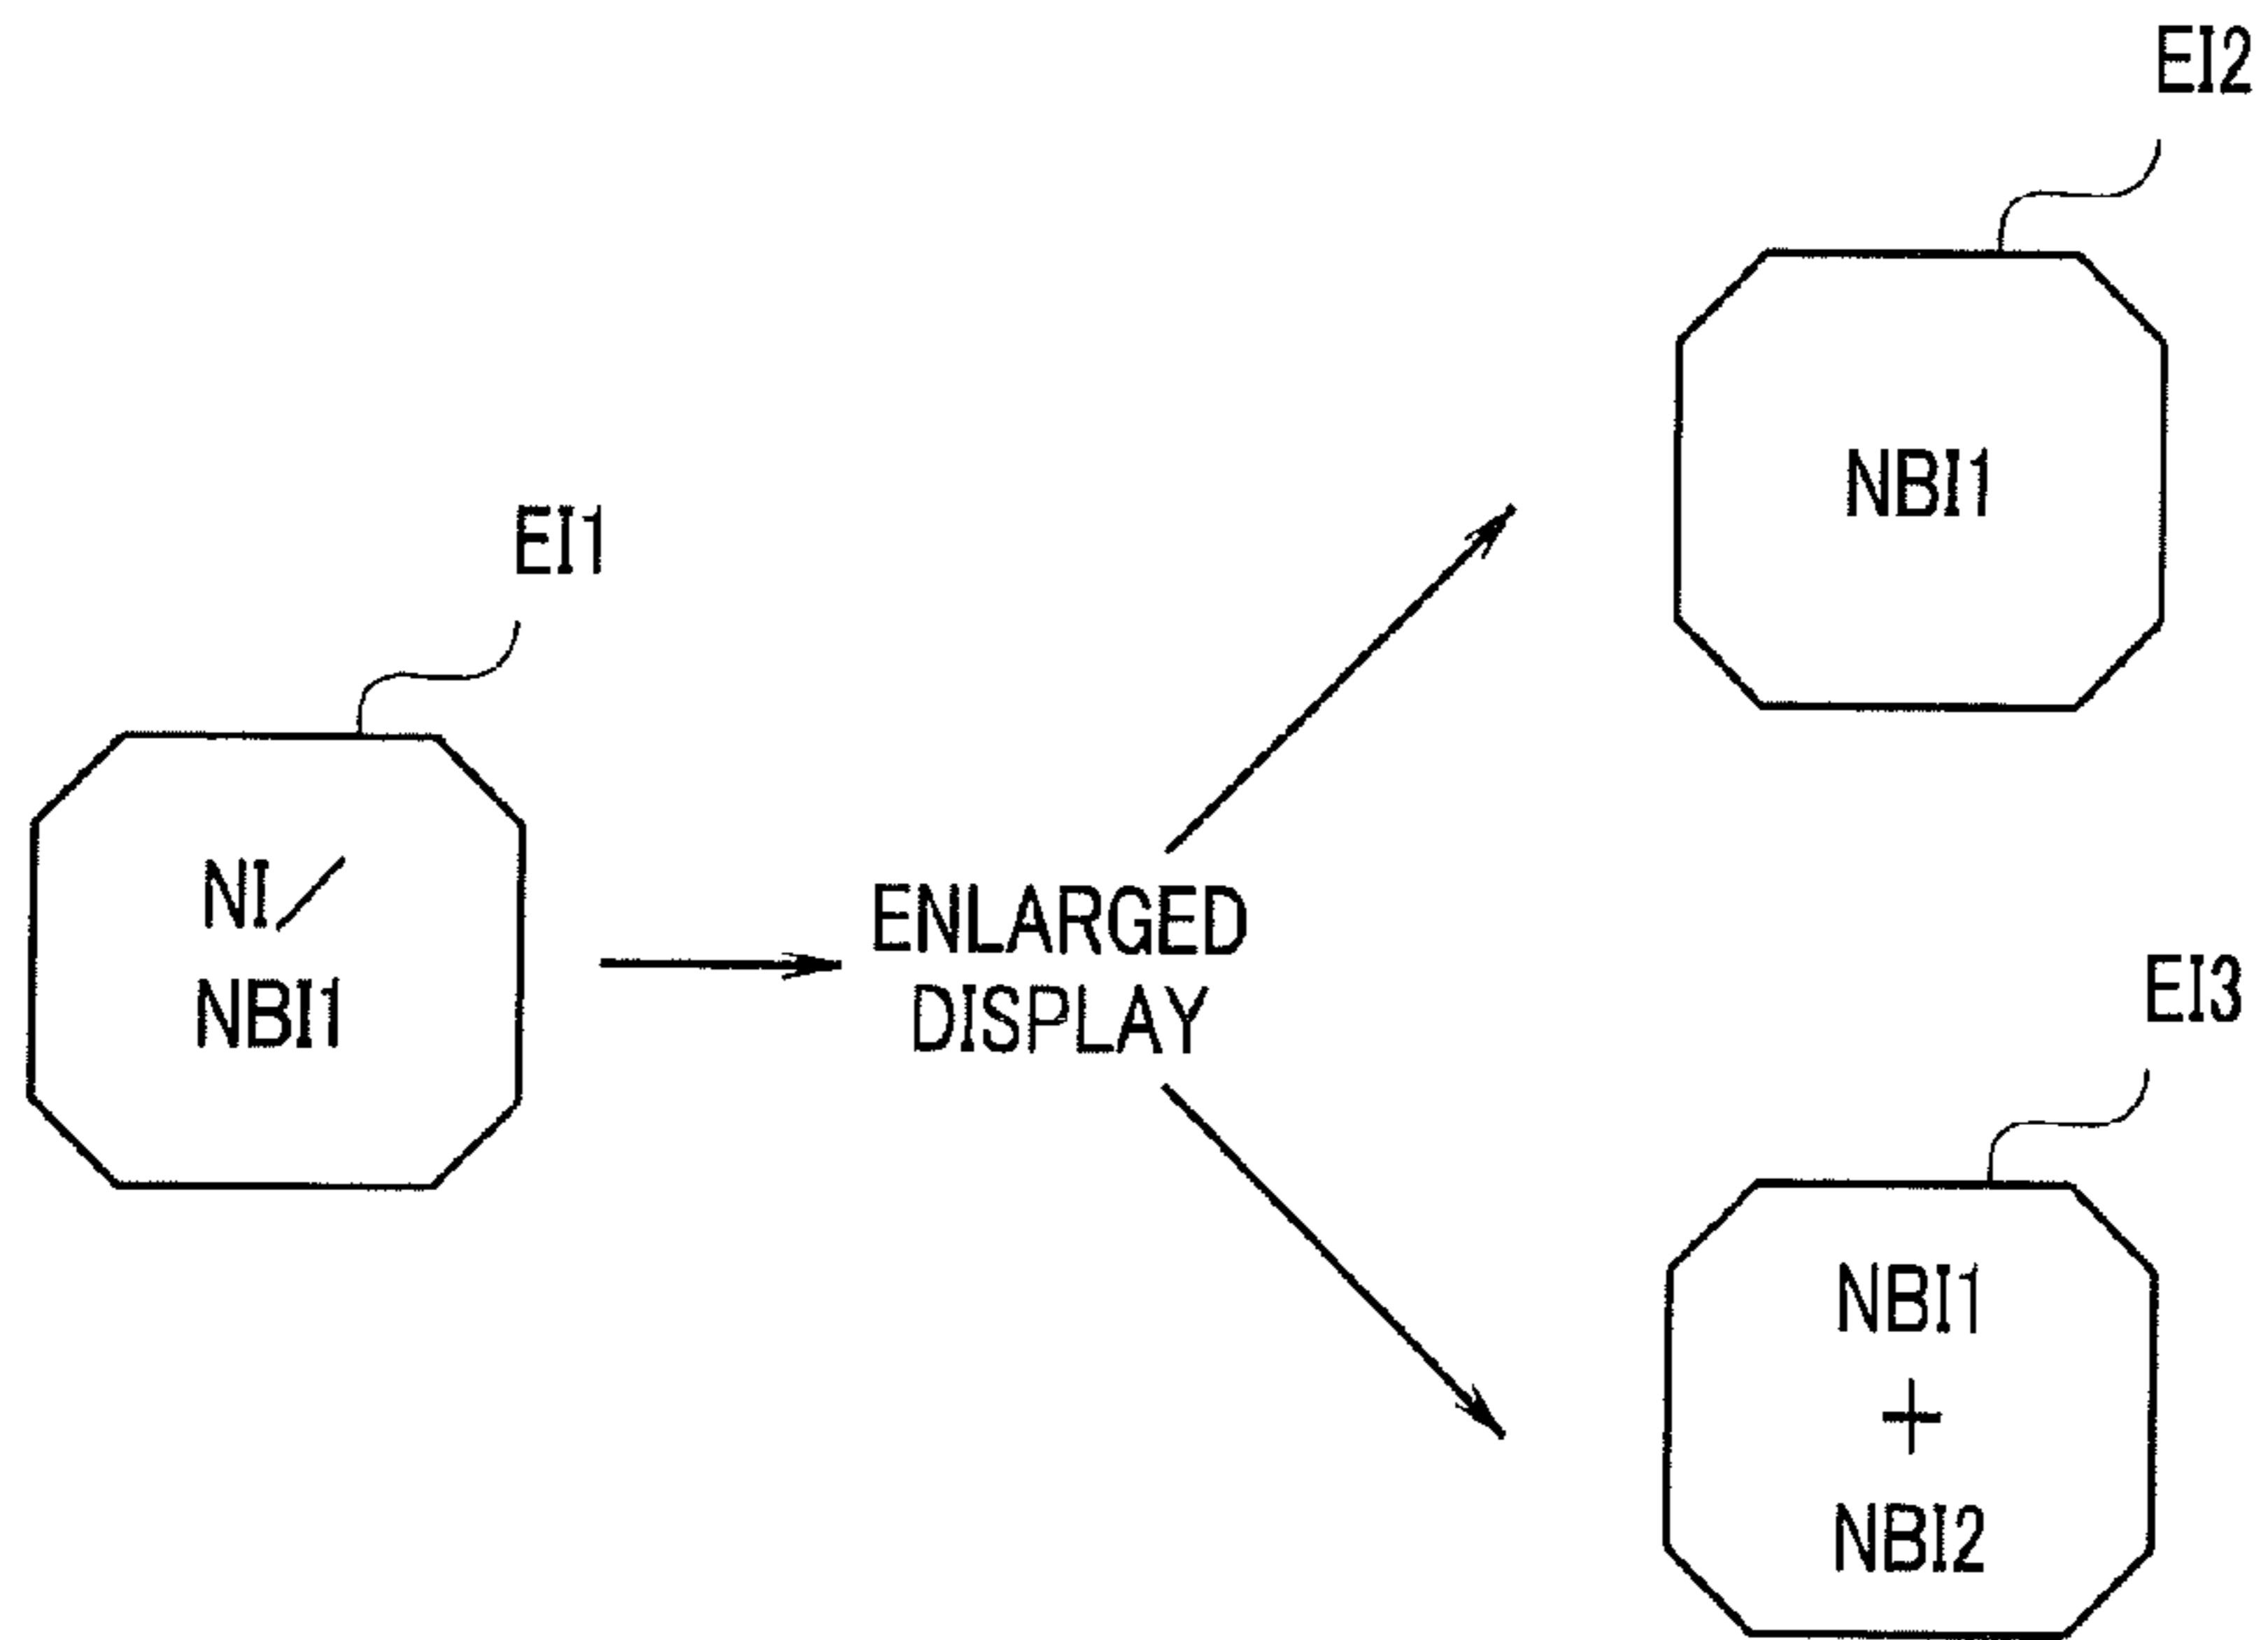 EI1
NI/
NBI1
ENLARGED
DISPLAY
EI2
NBI1
EI3
NBI1
+
NBI2